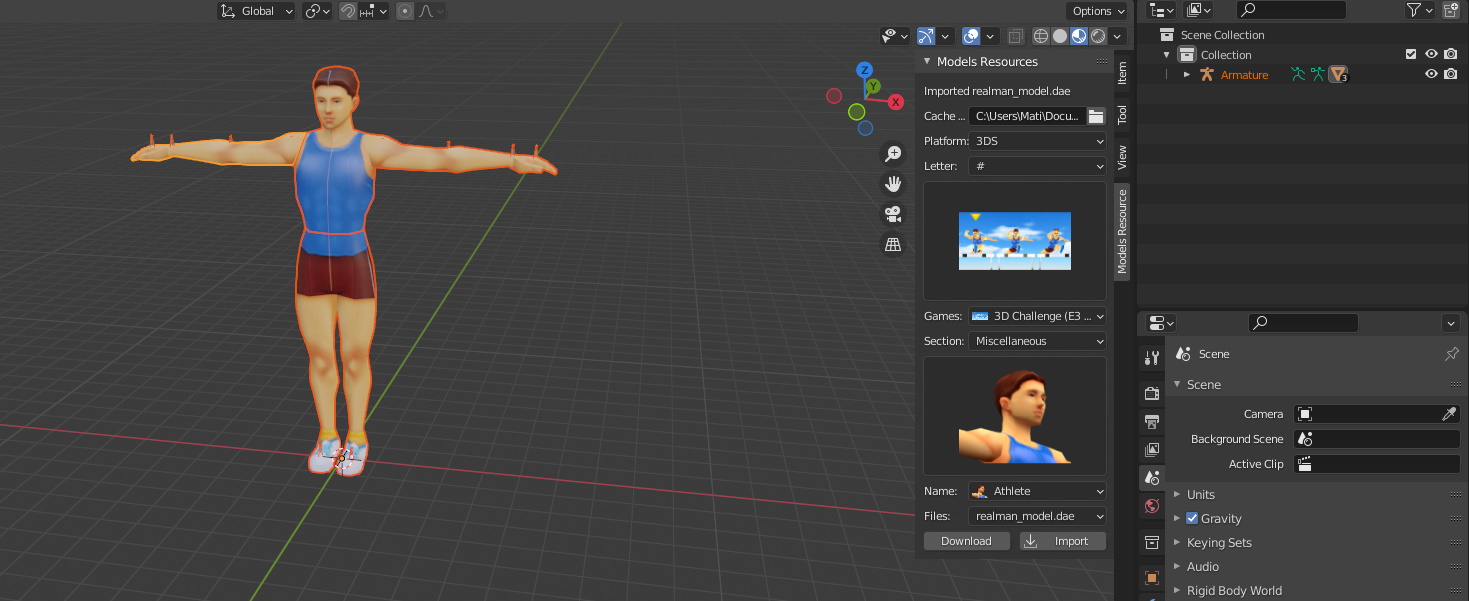 Global
Options
Z
Y
X
Models Resources
Imported realman_model.dae
Cache ... C:\Users\Mati\Docu...
Platform: 3DS
Letter: #
Games: 3D Challenge (E3 ...
Section: Miscellaneous
Name: Athlete
Files: realman_model.dae
Download Import
Item
Tool
View
Models Resource
Scene Collection
Collection
Armature 3
Scene
Scene
Camera
Background Scene
Active Clip
Units
Gravity
Keying Sets
Audio
Rigid Body World